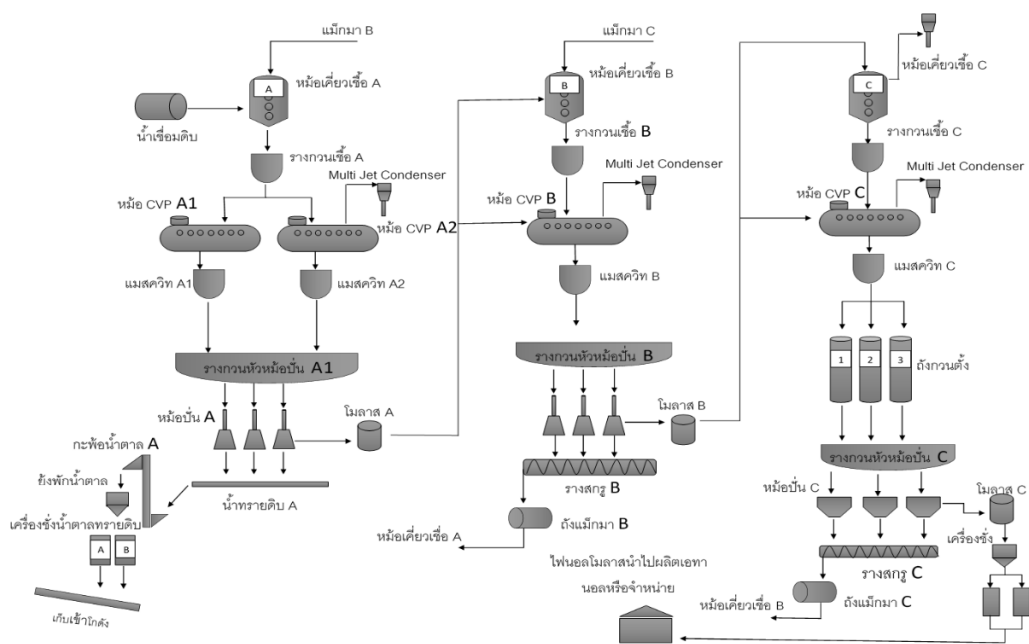 แม็กมา B
A
หม้อเคี่ยวเชื้อ A
น้ำเชื่อมดิบ
รางกวนเชื้อ A
Multi Jet Condenser
หม้อ CVP A1
หม้อ CVP A2
แมสควิท A1
แมสควิท A2
รางกวนหัวหม้อปั่น A1
หม้อปั่น A
โมลาส A
กะพ้อน้ำตาล A
ยังพักน้ำตาล
น้ำทรายดิบ A
เครื่องชั่งน้ำตาลทรายดิบ
A
B
เก็บเข้าโกดัง
แม็กมา C
B
หม้อเคี่ยวเชื้อ B
รางกวนเชื้อ B
Multi Jet Condenser
หม้อ CVP B
แมสควิท B
รางกวนหัวหม้อปั่น B
โมลาส B
รางสกรู B
ถังแม็กมา B
หม้อเคี่ยวเชื้อ A
C
หม้อเคี่ยวเชื้อ C
รางกวนเชื้อ C
Multi Jet Condenser
หม้อ CVP C
แมสควิท C
1
2
3
ถังกวนตั้ง
รางกวนหัวหม้อปั่น C
หม้อปั่น C
โมลาส C
เครื่องชั่ง
รางสกรู C
ถังแม็กมา C
หม้อเคี่ยวเชื้อ B
ไฟนอลโมลาสนำไปผลิตเอทา
นอลหรือจำหน่าย